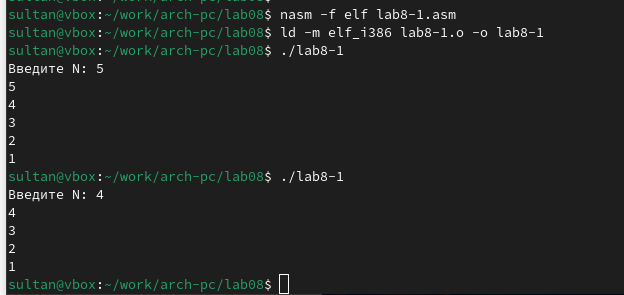 sultan@vbox:~/work/arch-pc/lab08$ nasm -f elf lab8-1.asm
sultan@vbox:~/work/arch-pc/lab08$ ld -m elf_i386 lab8-1.o -o lab8-1
sultan@vbox:~/work/arch-pc/lab08$ ./lab8-1
Введите N: 5
5
4
3
2
1
sultan@vbox:~/work/arch-pc/lab08$ ./lab8-1
Введите N: 4
4
3
2
1
sultan@vbox:~/work/arch-pc/lab08$